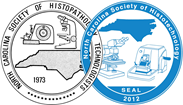 NORTH CAROLINA SOCIETY OF HISTOPATHOLOGY TECHNOLOGISTS
1973
North Carolina Society of Histotechnology
SEAL
2012